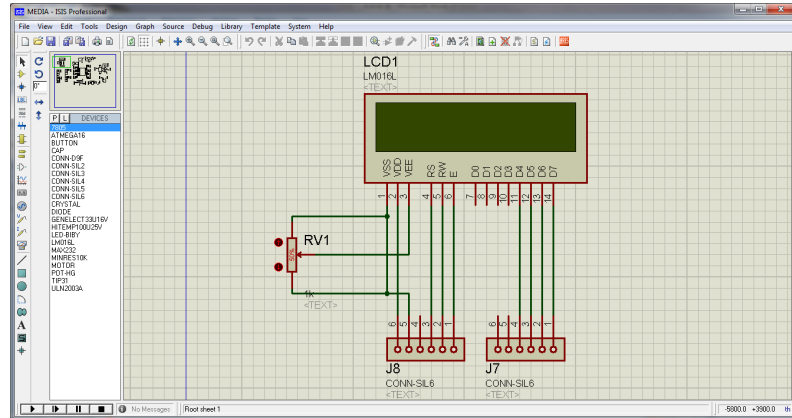 MEDIA - ISIS Professional
File View Edit Tools Design Graph Source Debug Library Template System Help
0°
P L DEVICES
7805
ATMEGA16
BUTTON
CAP
CONN-D9F
CONN-SIL2
CONN-SIL3
CONN-SIL4
CONN-SIL5
CONN-SIL6
CRYSTAL
DIODE
GENELECT33U16V
HITEMP100U25V
LED-BIBY
LM016L
MAX232
MINRES10K
MOTOR
POT-HG
TIP31
ULN2003A
LCD1
LM016L
<TEXT>
VSS VDD VEE RS RW E D0 D1 D2 D3 D4 D5 D6 D7
1 2 3 4 5 6 7 8 9 10 11 12 13 14
RV1
50%
1k
<TEXT>
6 5 4 3 2 1 6 5 4 3 2 1
J8 J7
CONN-SIL6 CONN-SIL6
<TEXT> <TEXT>
No Messages Root sheet 1 -5800.0 +3900.0 th